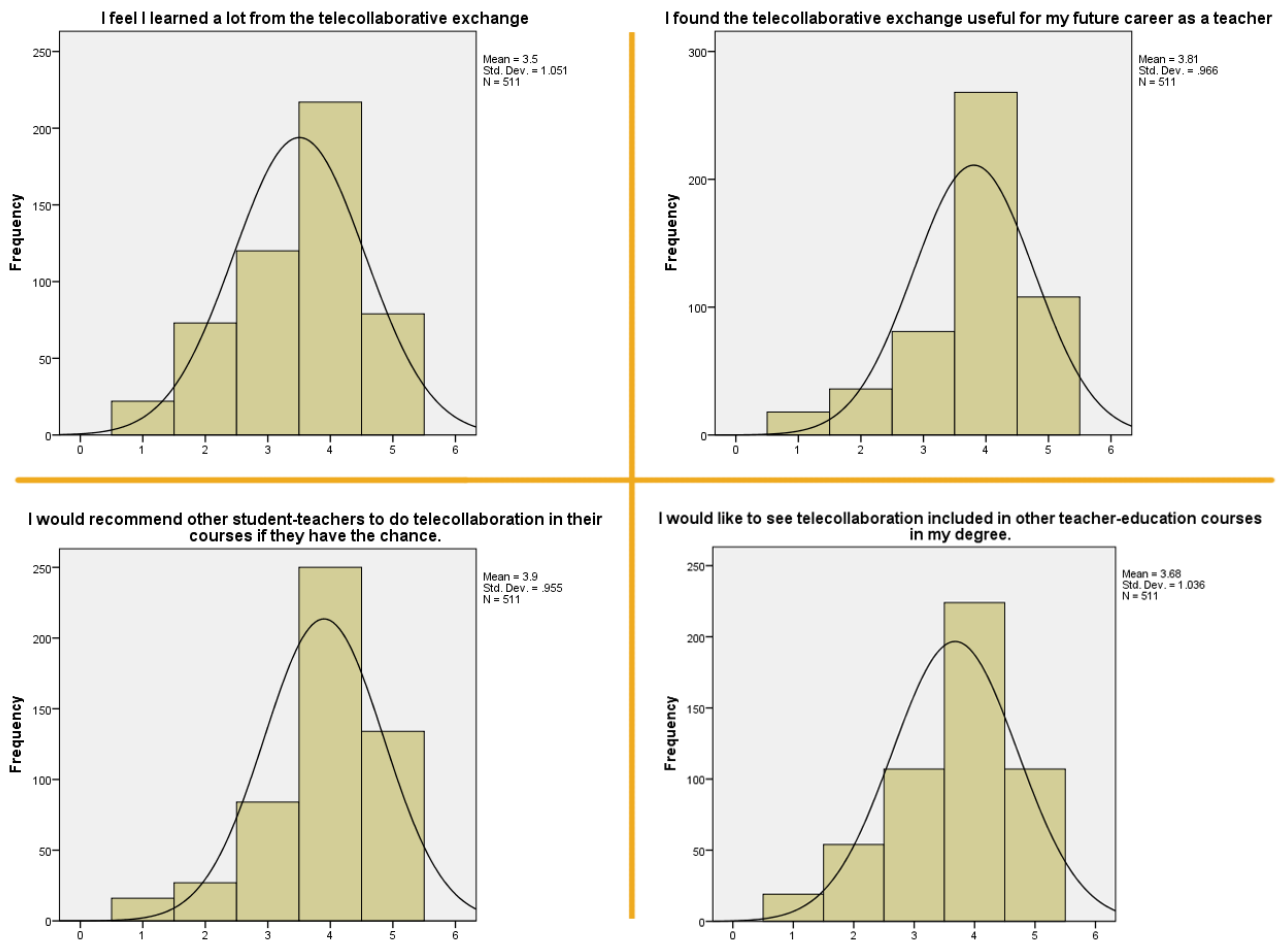 I feel I learned a lot from the telecollaborative exchange
250
200
150
100
50
0
Frequency
0 1 2 3 4 5 6
Mean = 3.5
Std. Dev. = 1.051
N = 511
I found the telecollaborative exchange useful for my future career as a teacher
300
200
100
0
Frequency
0 1 2 3 4 5 6
Mean = 3.81
Std. Dev. = .966
N = 511
I would recommend other student-teachers to do telecollaboration in their
courses if they have the chance.
250
200
150
100
50
0
Frequency
0 1 2 3 4 5 6
Mean = 3.9
Std. Dev. = .955
N = 511
I would like to see telecollaboration included in other teacher-education courses
in my degree.
250
200
150
100
50
0
Frequency
0 1 2 3 4 5 6
Mean = 3.68
Std. Dev. = 1.036
N = 511